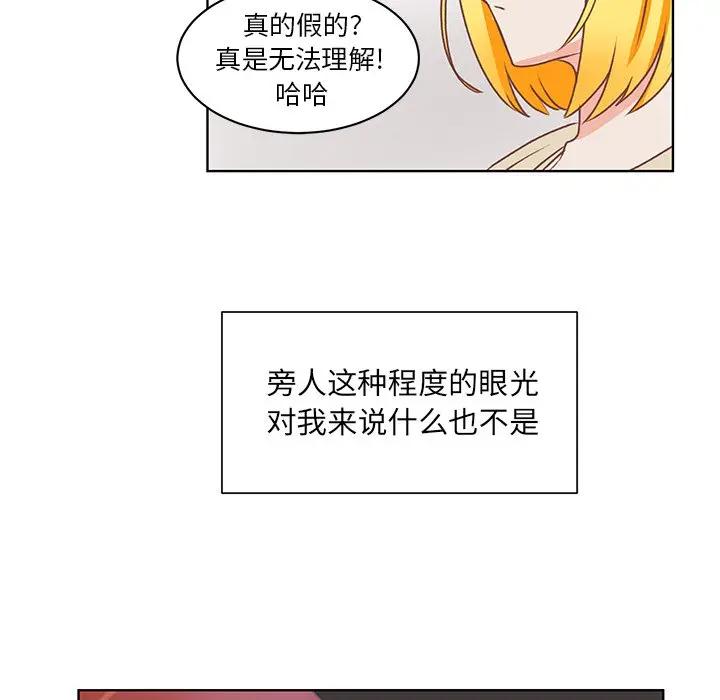 真的假的?
真是无法理解!
哈哈
旁人这种程度的眼光
对我来说什么也不是